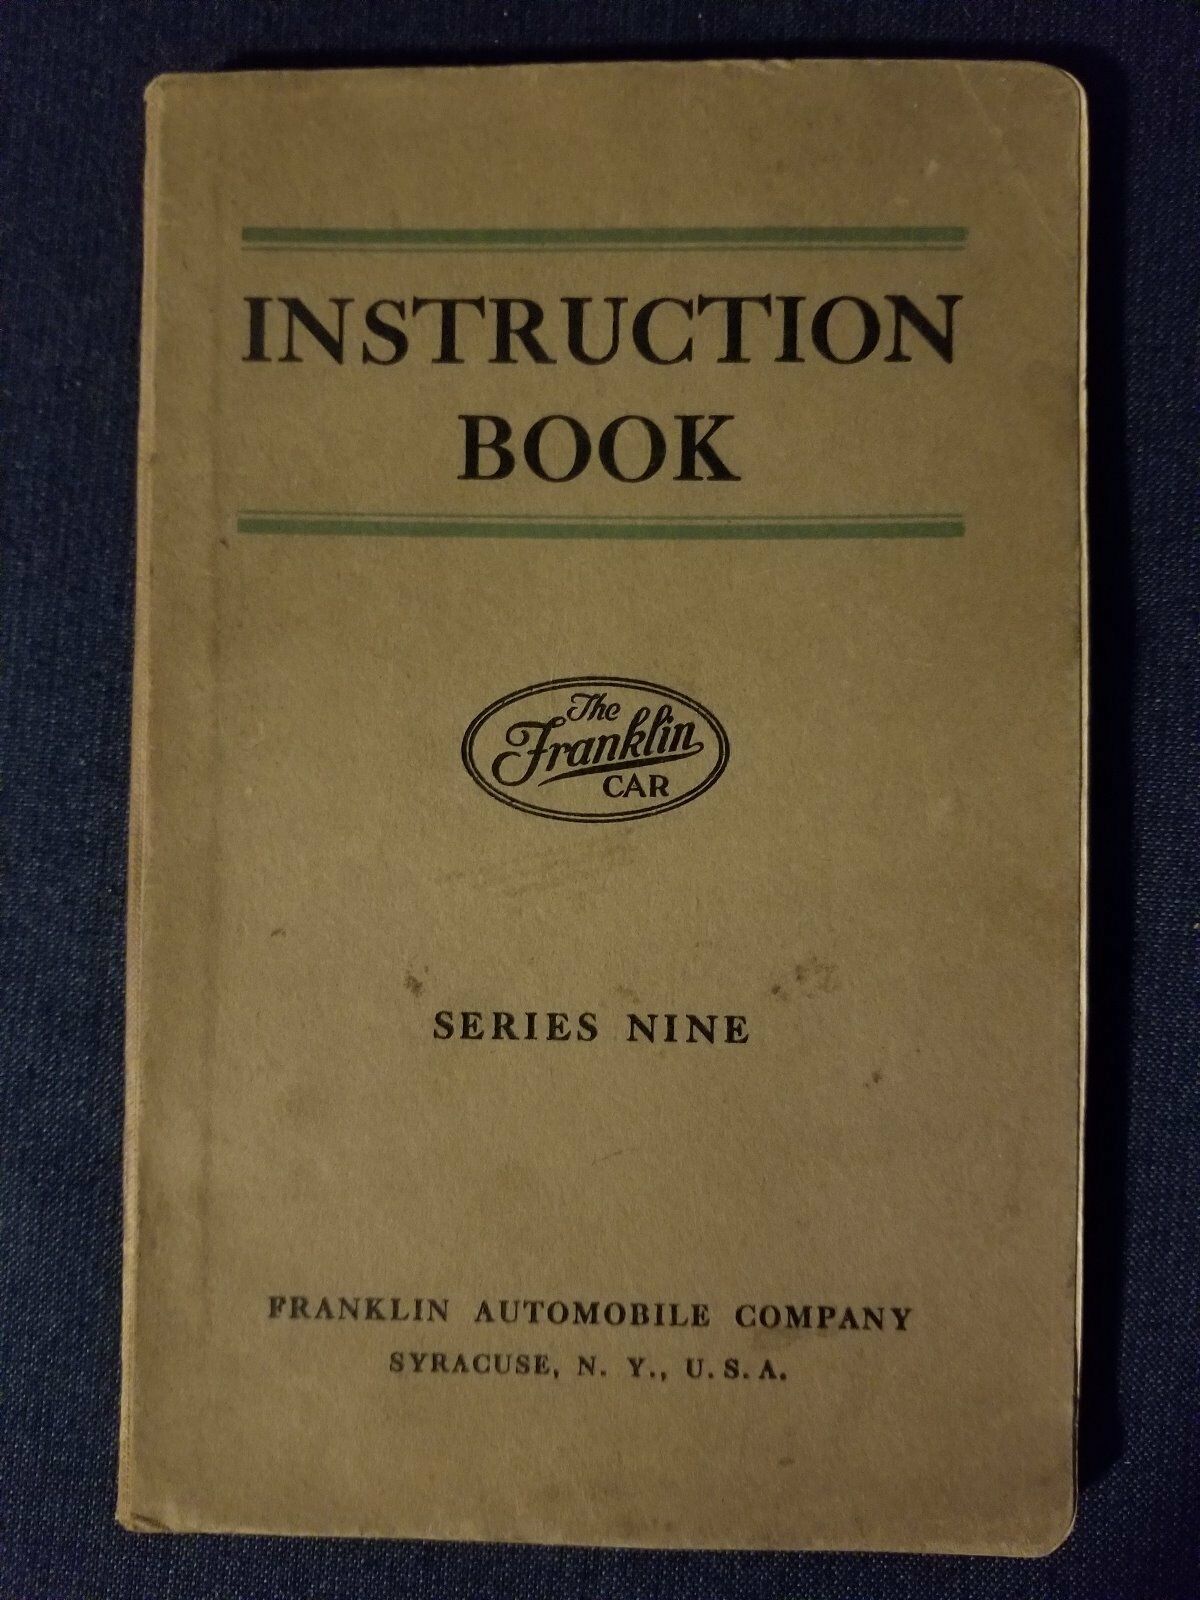 INSTRUCTION
BOOK
The
Franklin
CAR
SERIES NINE
FRANKLIN AUTOMOBILE COMPANY
SYRACUSE, N. Y., U. S. A.